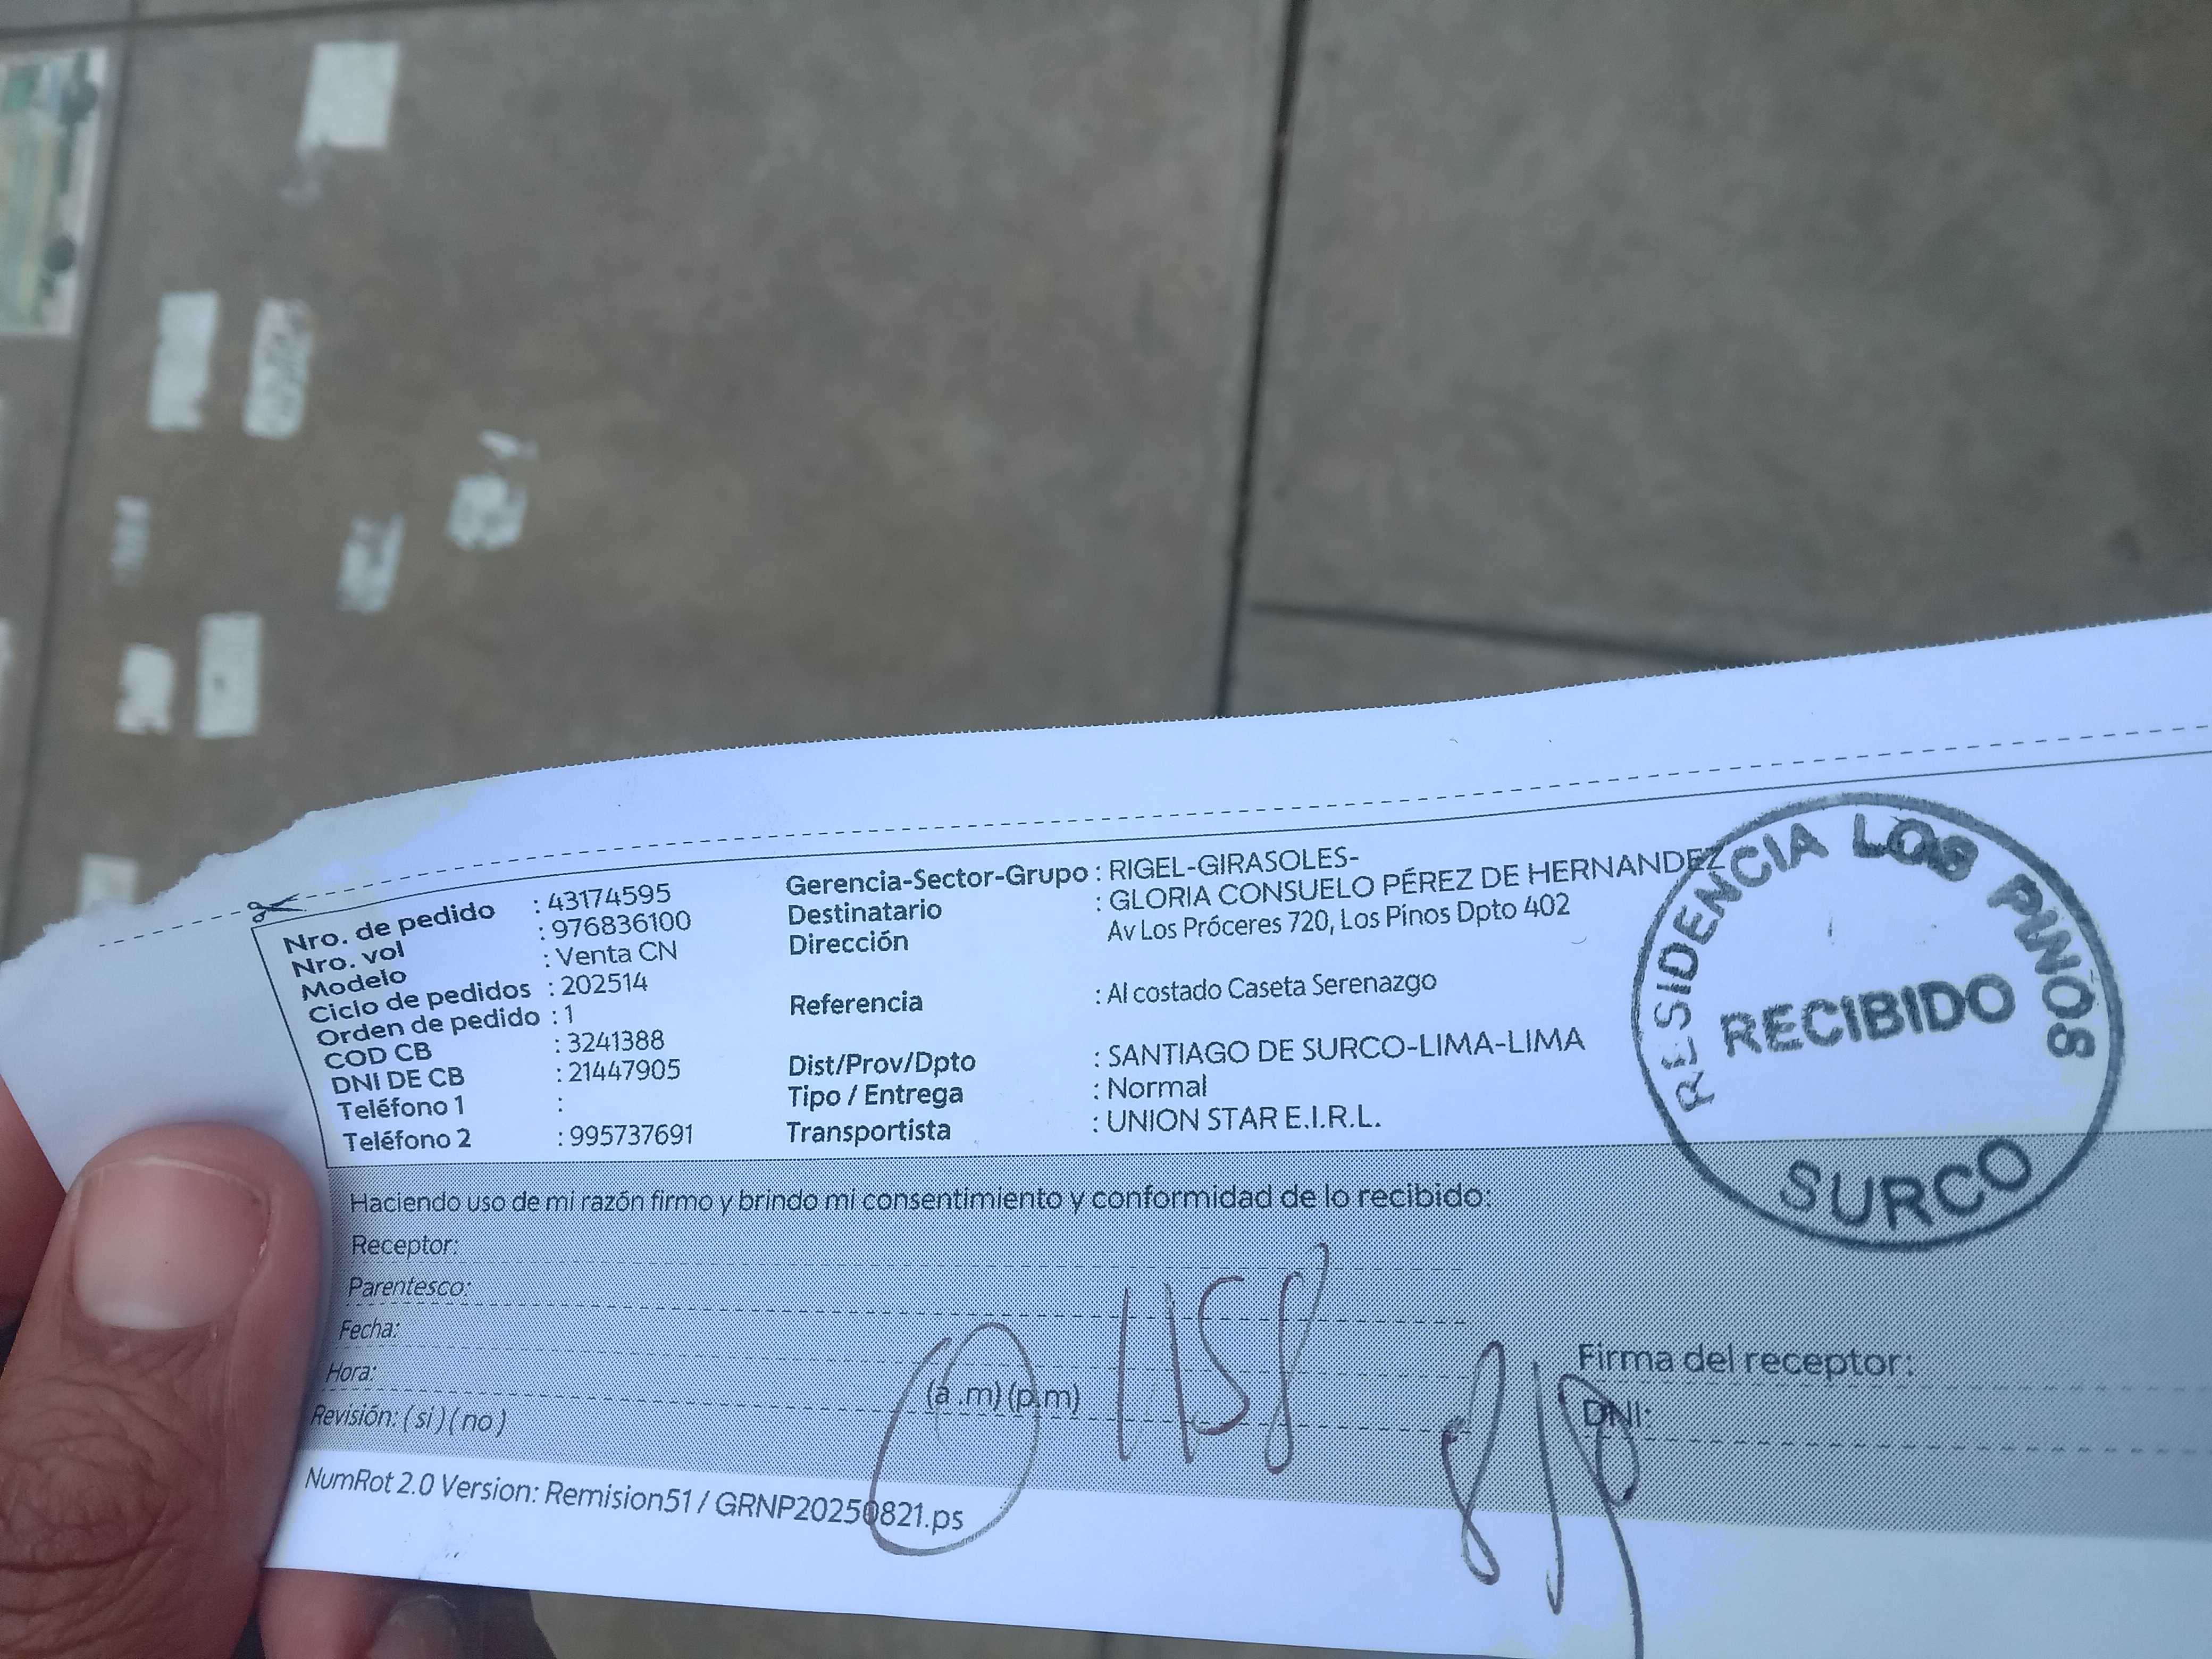 Nro. de pedido : 43174595
Nro. vol : 976836100
Modelo : Venta CN
Ciclo de pedidos : 202514
Orden de pedido : 1
COD CB : 3241388
DNI DE CB : 21447905
Teléfono 1 :
Teléfono 2 : 995737691
Gerencia-Sector-Grupo : RIGEL-GIRASOLES-
Destinatario : GLORIA CONSUELO PÉREZ DE HERNANDEZ
Dirección Av Los Próceres 720, Los Pinos Dpto 402
Referencia : Al costado Caseta Serenazgo
Dist/Prov/Dpto : SANTIAGO DE SURCO-LIMA-LIMA
Tipo / Entrega : Normal
Transportista : UNION STAR E.I.R.L.
RESIDENCIA LOS PINOS
RECIBIDO
SURCO
Haciendo uso de mi razón firmo y brindo mi consentimiento y conformidad de lo recibido:
Receptor:
Parentesco:
Fecha:
Hora: (a .m) (p.m) 1158
Revisión: ( si ) ( no )
Firma del receptor:
DNI:
NumRot 2.0 Version: Remision51 / GRNP20250821.ps